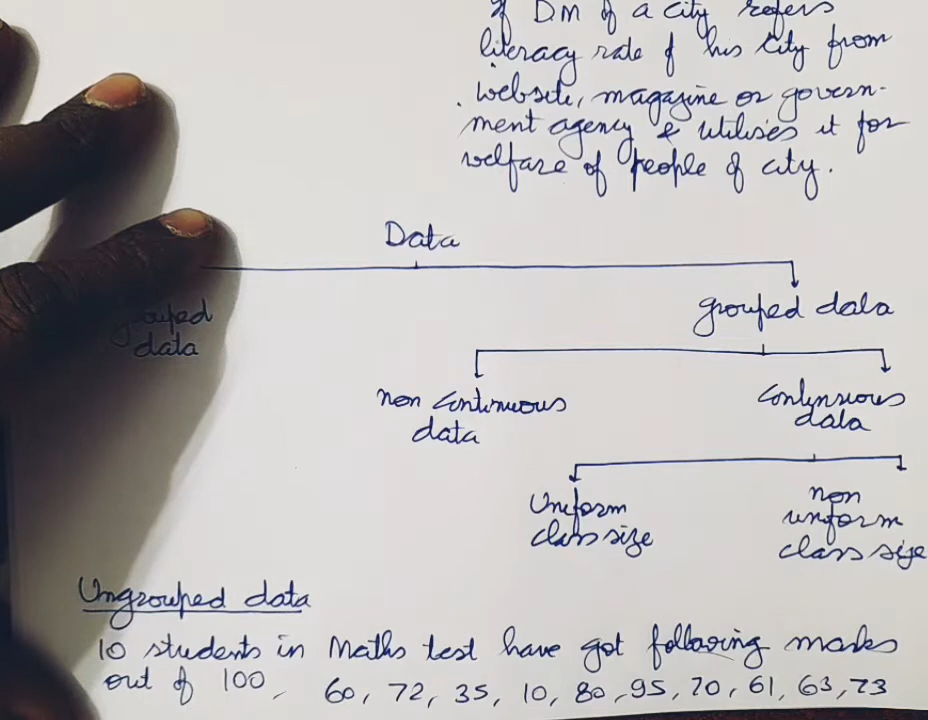 If DM of a city refers
literacy rate of his city from
website, magazine or govern-
ment agency & utilises it for
welfare of people of city.
Data
grouped data
data
non continuous
data
Continuous
data
Uniform
class size
non
uniform
class size
Ungrouped data
10 students in Maths test have got following marks
out of 100, 60, 72, 35, 10, 80, 95, 70, 61, 63, 73